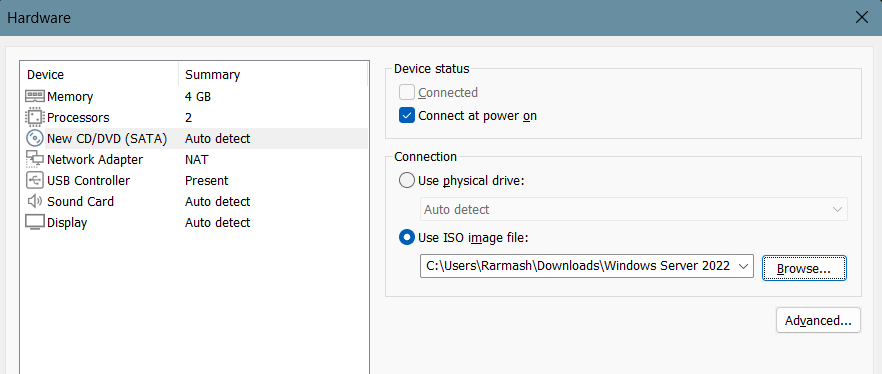 Hardware
Device Summary
Memory 4 GB
Processors 2
New CD/DVD (SATA) Auto detect
Network Adapter NAT
USB Controller Present
Sound Card Auto detect
Display Auto detect
Device status
Connected
Connect at power on
Connection
Use physical drive:
Auto detect
Use ISO image file:
C:\Users\Rarmash\Downloads\Windows Server 2022
Browse...
Advanced...